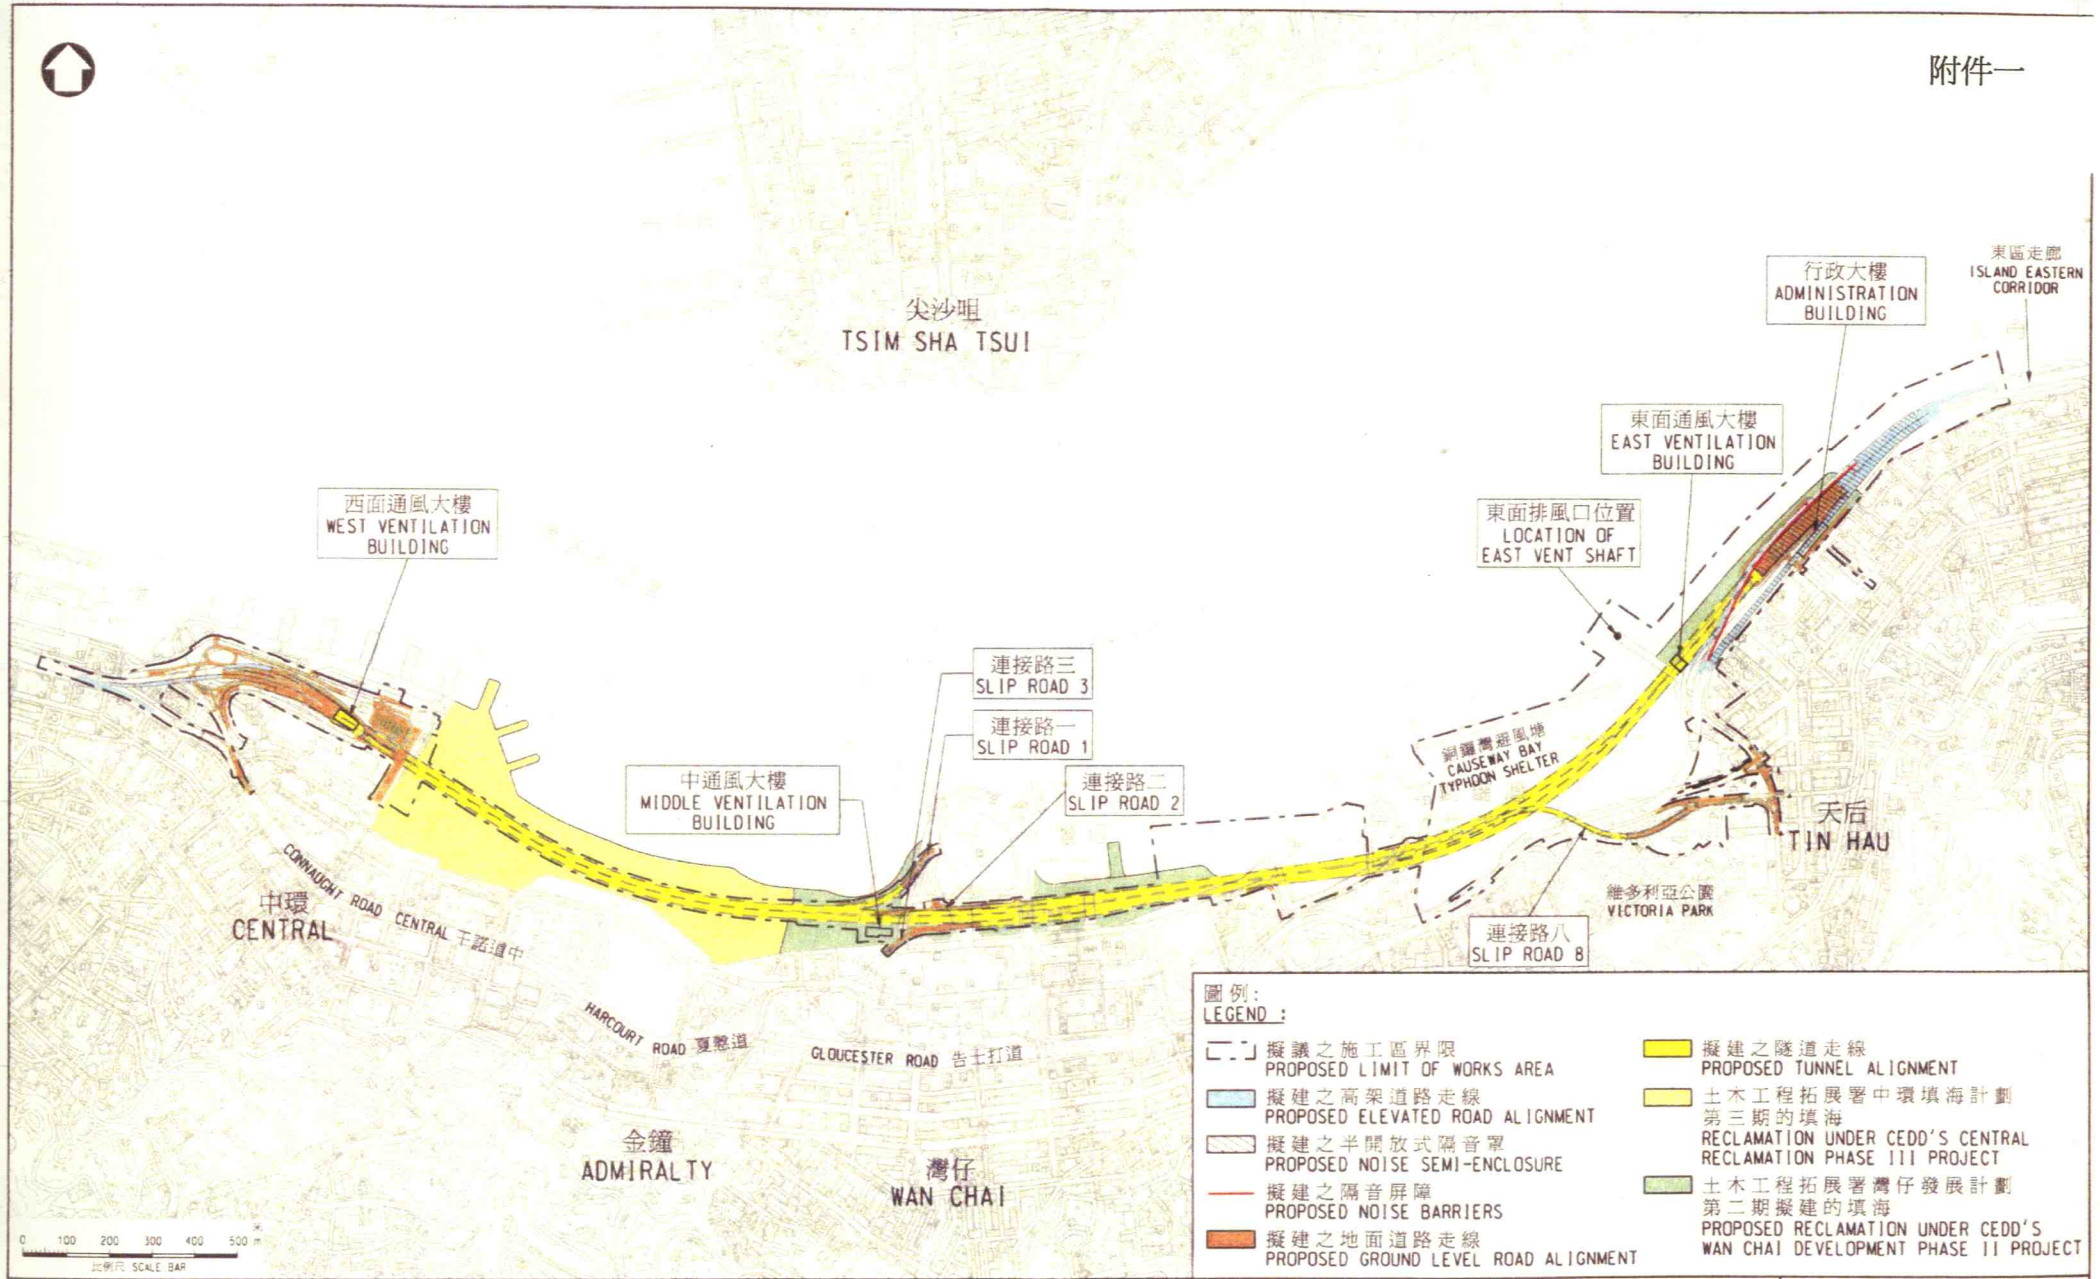 附件一
東區走廊
ISLAND EASTERN
CORRIDOR
行政大樓
ADMINISTRATION
BUILDING
尖沙咀
TSIM SHA TSUI
東面通風大樓
EAST VENTILATION
BUILDING
西面通風大樓
WEST VENTILATION
BUILDING
東面排風口位置
LOCATION OF
EAST VENT SHAFT
連接路三
SLIP ROAD 3
連接路一
SLIP ROAD 1
連接路二
SLIP ROAD 2
中通風大樓
MIDDLE VENTILATION
BUILDING
銅鑼灣避風塘
CAUSEWAY BAY
TYPHOON SHELTER
天后
TIN HAU
維多利亞公園
VICTORIA PARK
連接路八
SLIP ROAD 8
中環
CENTRAL
CONNAUGHT ROAD CENTRAL 干諾道中
HARCOURT ROAD 夏慤道
GLOUCESTER ROAD 告士打道
金鐘
ADMIRALTY
灣仔
WAN CHAI
圖例:
LEGEND :
擬議之施工區界限
PROPOSED LIMIT OF WORKS AREA
擬建之高架道路走線
PROPOSED ELEVATED ROAD ALIGNMENT
擬建之半開放式隔音罩
PROPOSED NOISE SEMI-ENCLOSURE
擬建之隔音屏障
PROPOSED NOISE BARRIERS
擬建之地面道路走線
PROPOSED GROUND LEVEL ROAD ALIGNMENT
擬建之隧道走線
PROPOSED TUNNEL ALIGNMENT
土木工程拓展署中環填海計劃
第三期的填海
RECLAMATION UNDER CEDD'S CENTRAL
RECLAMATION PHASE III PROJECT
土木工程拓展署灣仔發展計劃
第二期擬建的填海
PROPOSED RECLAMATION UNDER CEDD'S
WAN CHAI DEVELOPMENT PHASE II PROJECT
0 100 200 300 400 500 米 m
比例尺 SCALE BAR